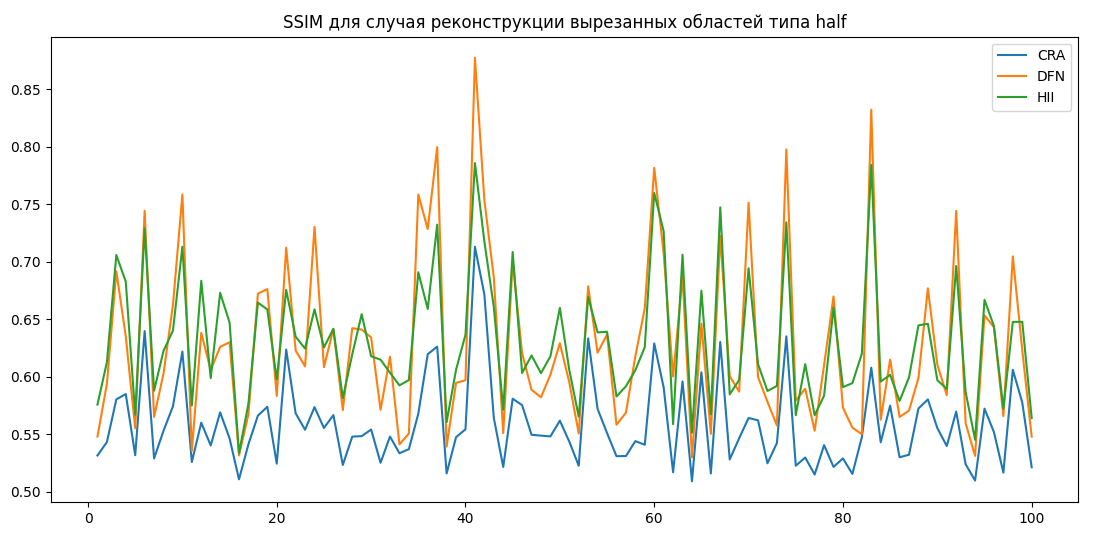 SSIM для случая реконструкции вырезанных областей типа half
CRA
DFN
HII
0.85
0.80
0.75
0.70
0.65
0.60
0.55
0.50
0 20 40 60 80 100